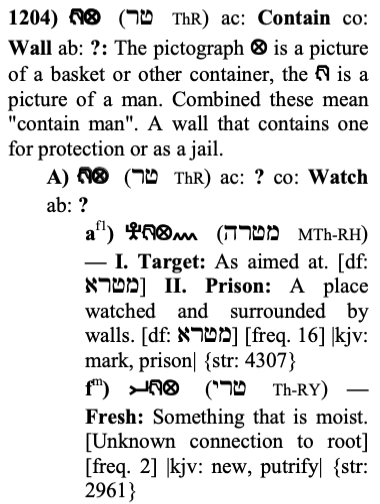 1204) (טר ThR) ac: Contain co:
Wall ab: ?: The pictograph is a picture
of a basket or other container, the is a
picture of a man. Combined these mean
"contain man". A wall that contains one
for protection or as a jail.
A) (טר ThR) ac: ? co: Watch
ab: ?
a^f1) (מטרה MTh-RH)
— I. Target: As aimed at. [df:
מטרא] II. Prison: A place
watched and surrounded by
walls. [df: מטרא] [freq. 16] |kjv:
mark, prison| {str: 4307}
f^m) (טרי Th-RY) —
Fresh: Something that is moist.
[Unknown connection to root]
[freq. 2] |kjv: new, putrify| {str:
2961}